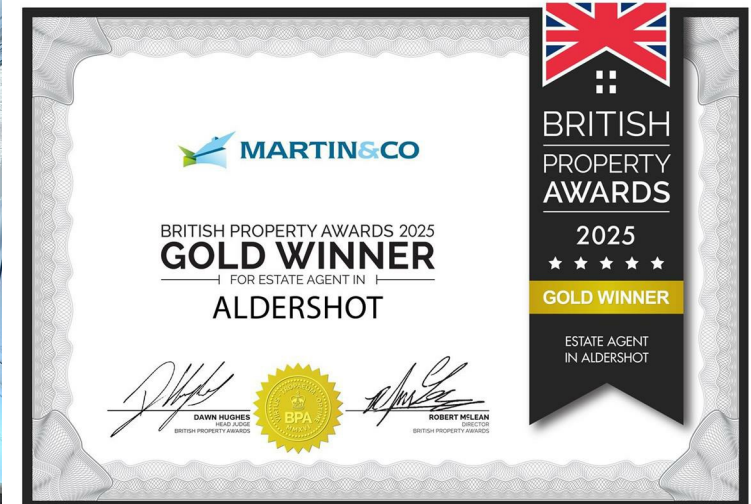 MARTIN&CO
BRITISH PROPERTY AWARDS 2025
GOLD WINNER
FOR ESTATE AGENT IN
ALDERSHOT
DAWN HUGHES
HEAD JUDGE
BRITISH PROPERTY AWARDS
BPA
ROBERT McLEAN
DIRECTOR
BRITISH PROPERTY AWARDS
BRITISH
PROPERTY
AWARDS
2025
GOLD WINNER
ESTATE AGENT
IN ALDERSHOT